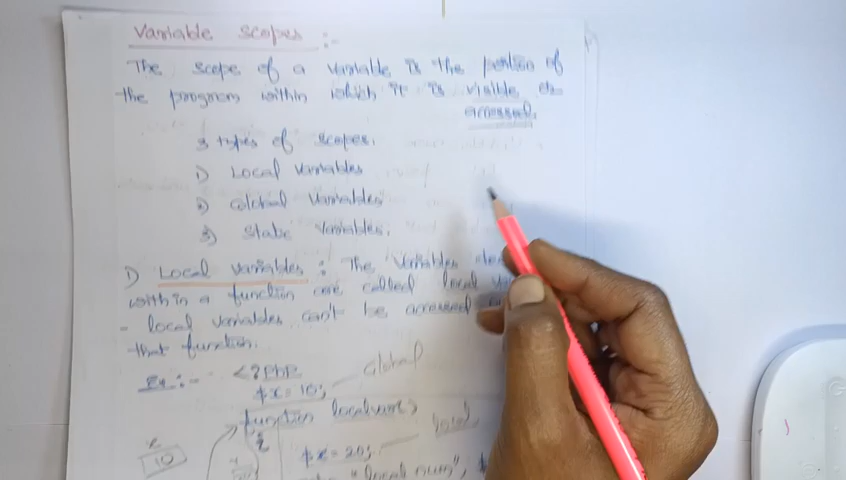 Variable Scopes :-
The scope of a variable is the portion of
the program within which it is visible or
accessed.
3 types of scopes.
1) Local Variables
2) Global Variables
3) Static Variables.
1) Local variables : The Variables
within a function are called local
- local variables can't be accessed
that function.
Ex :- <?PHP
$x = 10; Global
function localvar()
{
x
10
$x = 20; local
"local num",